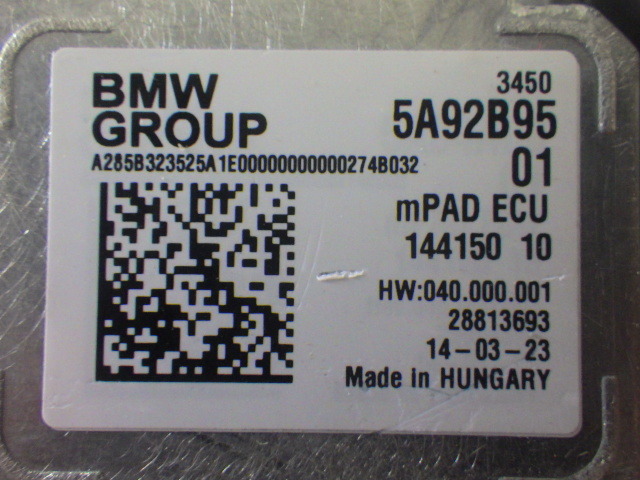 BMW
GROUP
A285B323525A1E00000000000274B032
3450
5A92B95
01
mPAD ECU
144150 10
HW:040.000.001
28813693
14-03-23
Made in HUNGARY